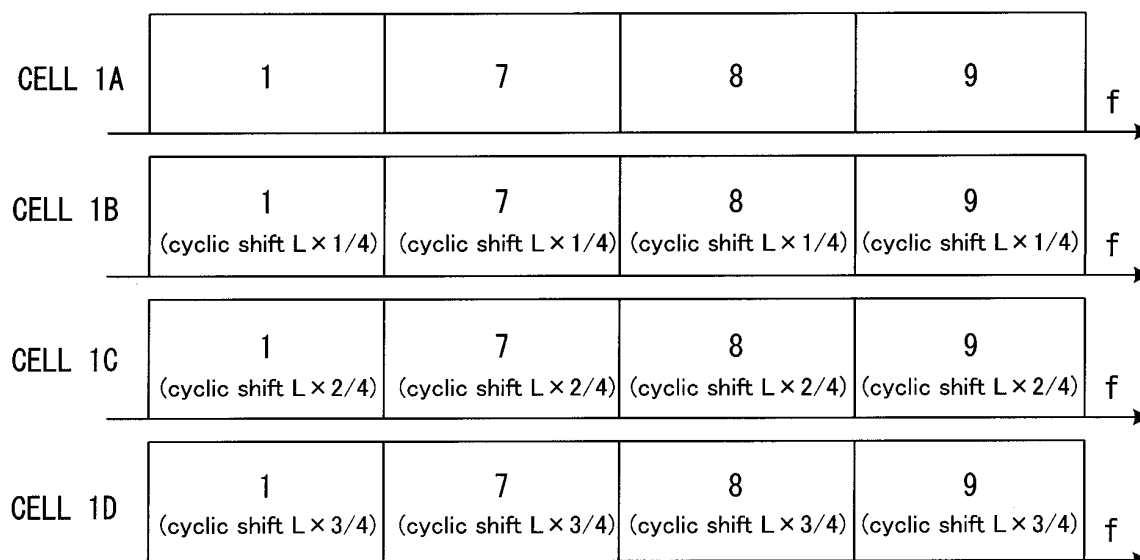 CELL 1A 1 7 8 9 f
CELL 1B 1 7 8 9
(cyclic shift L × 1/4) (cyclic shift L × 1/4) (cyclic shift L × 1/4) (cyclic shift L × 1/4) f
CELL 1C 1 7 8 9
(cyclic shift L × 2/4) (cyclic shift L × 2/4) (cyclic shift L × 2/4) (cyclic shift L × 2/4) f
CELL 1D 1 7 8 9
(cyclic shift L × 3/4) (cyclic shift L × 3/4) (cyclic shift L × 3/4) (cyclic shift L × 3/4) f